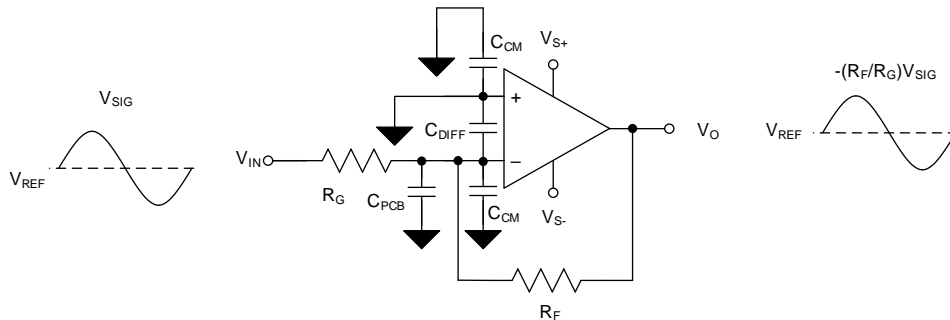 C_CM
V_S+
-(R_F/R_G)V_SIG
V_SIG
+
C_DIFF
V_O
V_REF
V_IN
−
V_REF
R_G
C_PCB
C_CM
V_S-
R_F